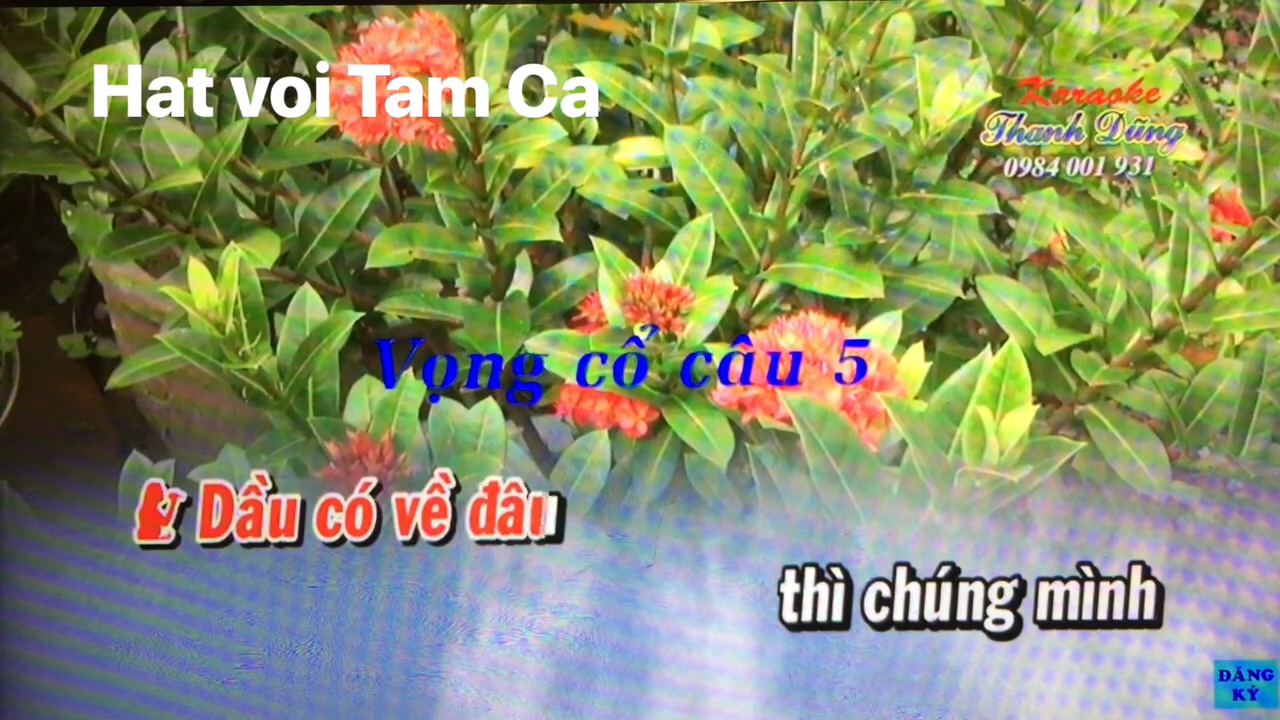 Hat voi Tam Ca
Karaoke
Thanh Dũng
0984 001 931
Vọng cổ câu 5
Dầu có về đâu
thì chúng mình
ĐĂNG
KÝ